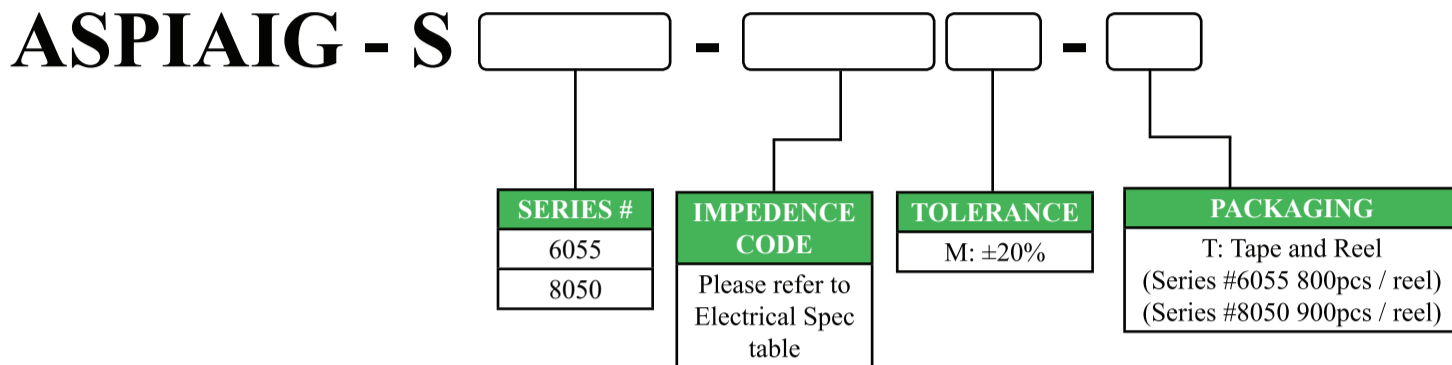 ASPIAIG - S - -
SERIES #
6055
8050
IMPEDENCE
CODE
Please refer to
Electrical Spec
table
TOLERANCE
M: ±20%
PACKAGING
T: Tape and Reel
(Series #6055 800pcs / reel)
(Series #8050 900pcs / reel)